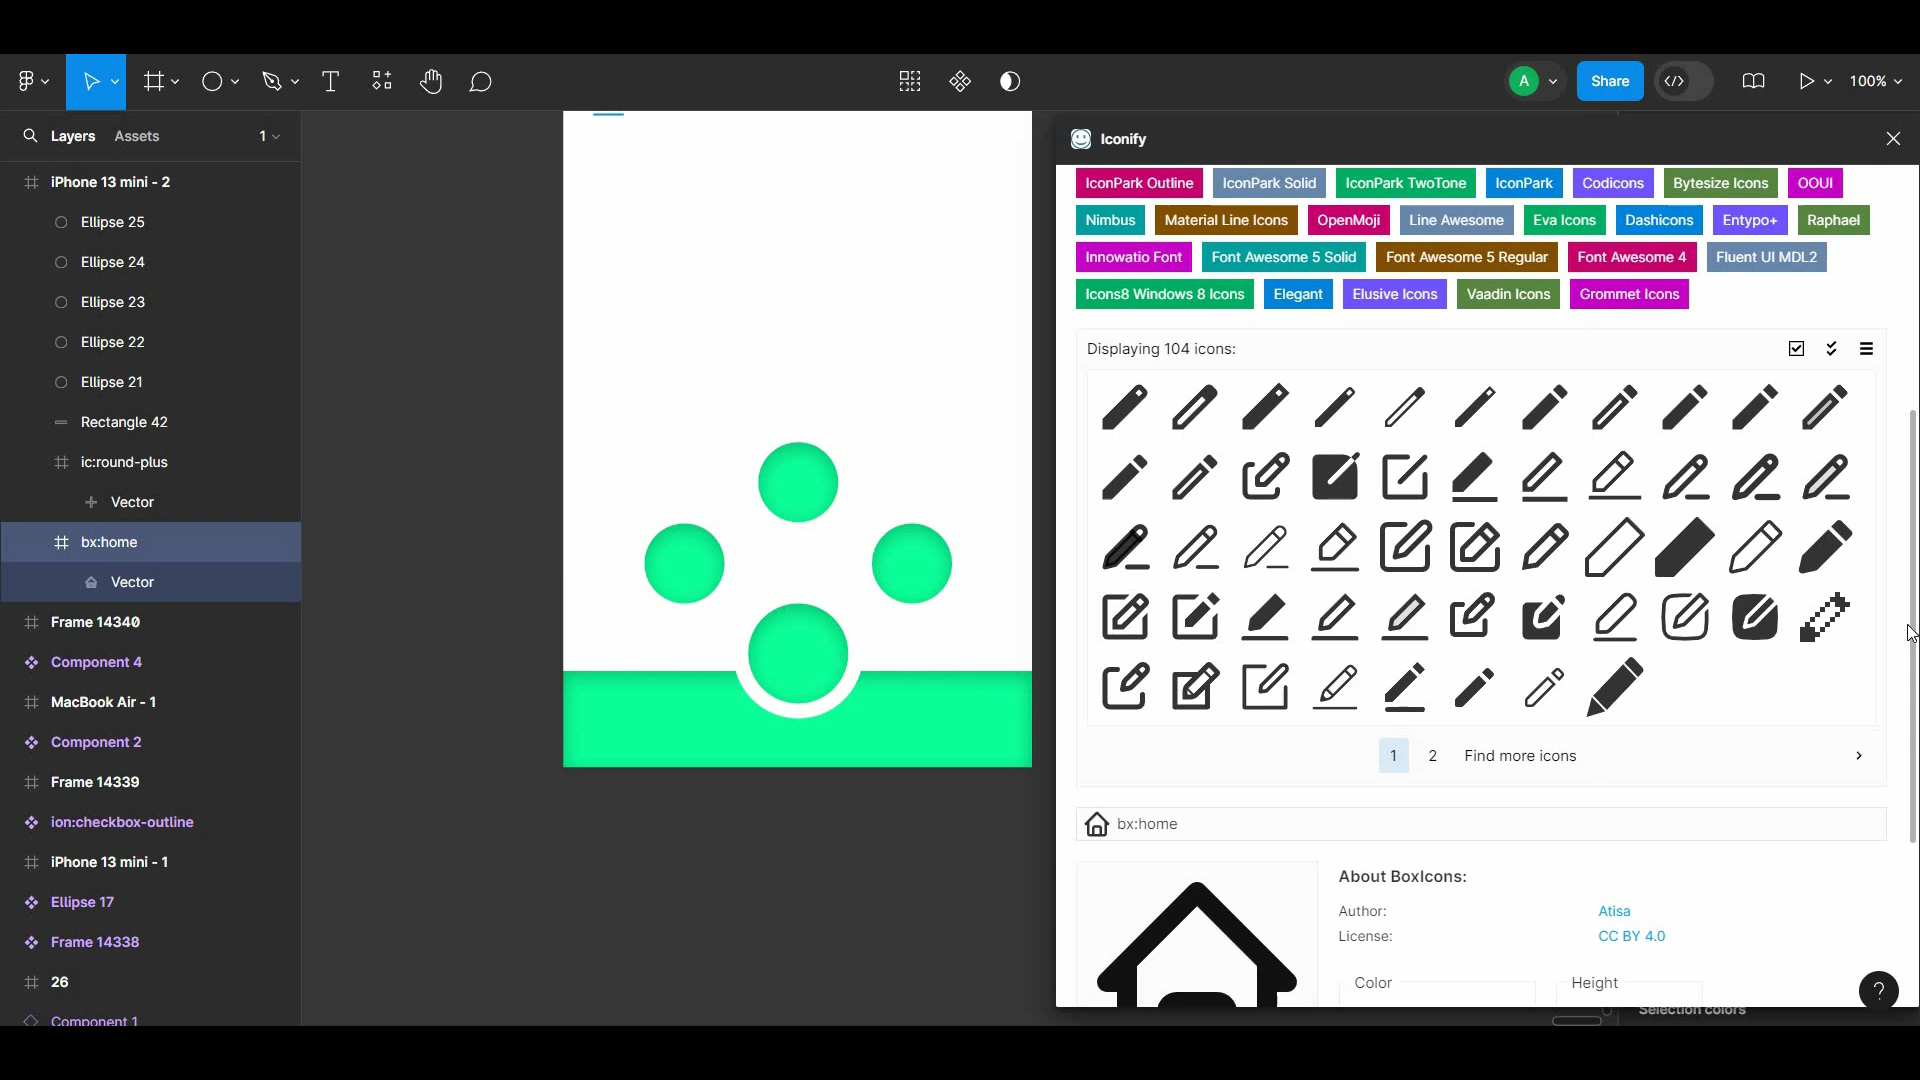 A
Share
100%
Layers
Assets
1
Iconify
iPhone 13 mini - 2
Ellipse 25
Ellipse 24
Ellipse 23
Ellipse 22
Ellipse 21
Rectangle 42
ic:round-plus
Vector
bx:home
Vector
Frame 14340
Component 4
MacBook Air - 1
Component 2
Frame 14339
ion:checkbox-outline
iPhone 13 mini - 1
Ellipse 17
Frame 14338
26
Component 1
IconPark Outline IconPark Solid IconPark TwoTone IconPark Codicons Bytesize Icons OOUI
Nimbus Material Line Icons OpenMoji Line Awesome Eva Icons Dashicons Entypo+ Raphael
Innowatio Font Font Awesome 5 Solid Font Awesome 5 Regular Font Awesome 4 Fluent UI MDL2
Icons8 Windows 8 Icons Elegant Elusive Icons Vaadin Icons Grommet Icons
Displaying 104 icons:
1 2 Find more icons
bx:home
About BoxIcons:
Author: Atisa
License: CC BY 4.0
Color Height
?
Selection colors